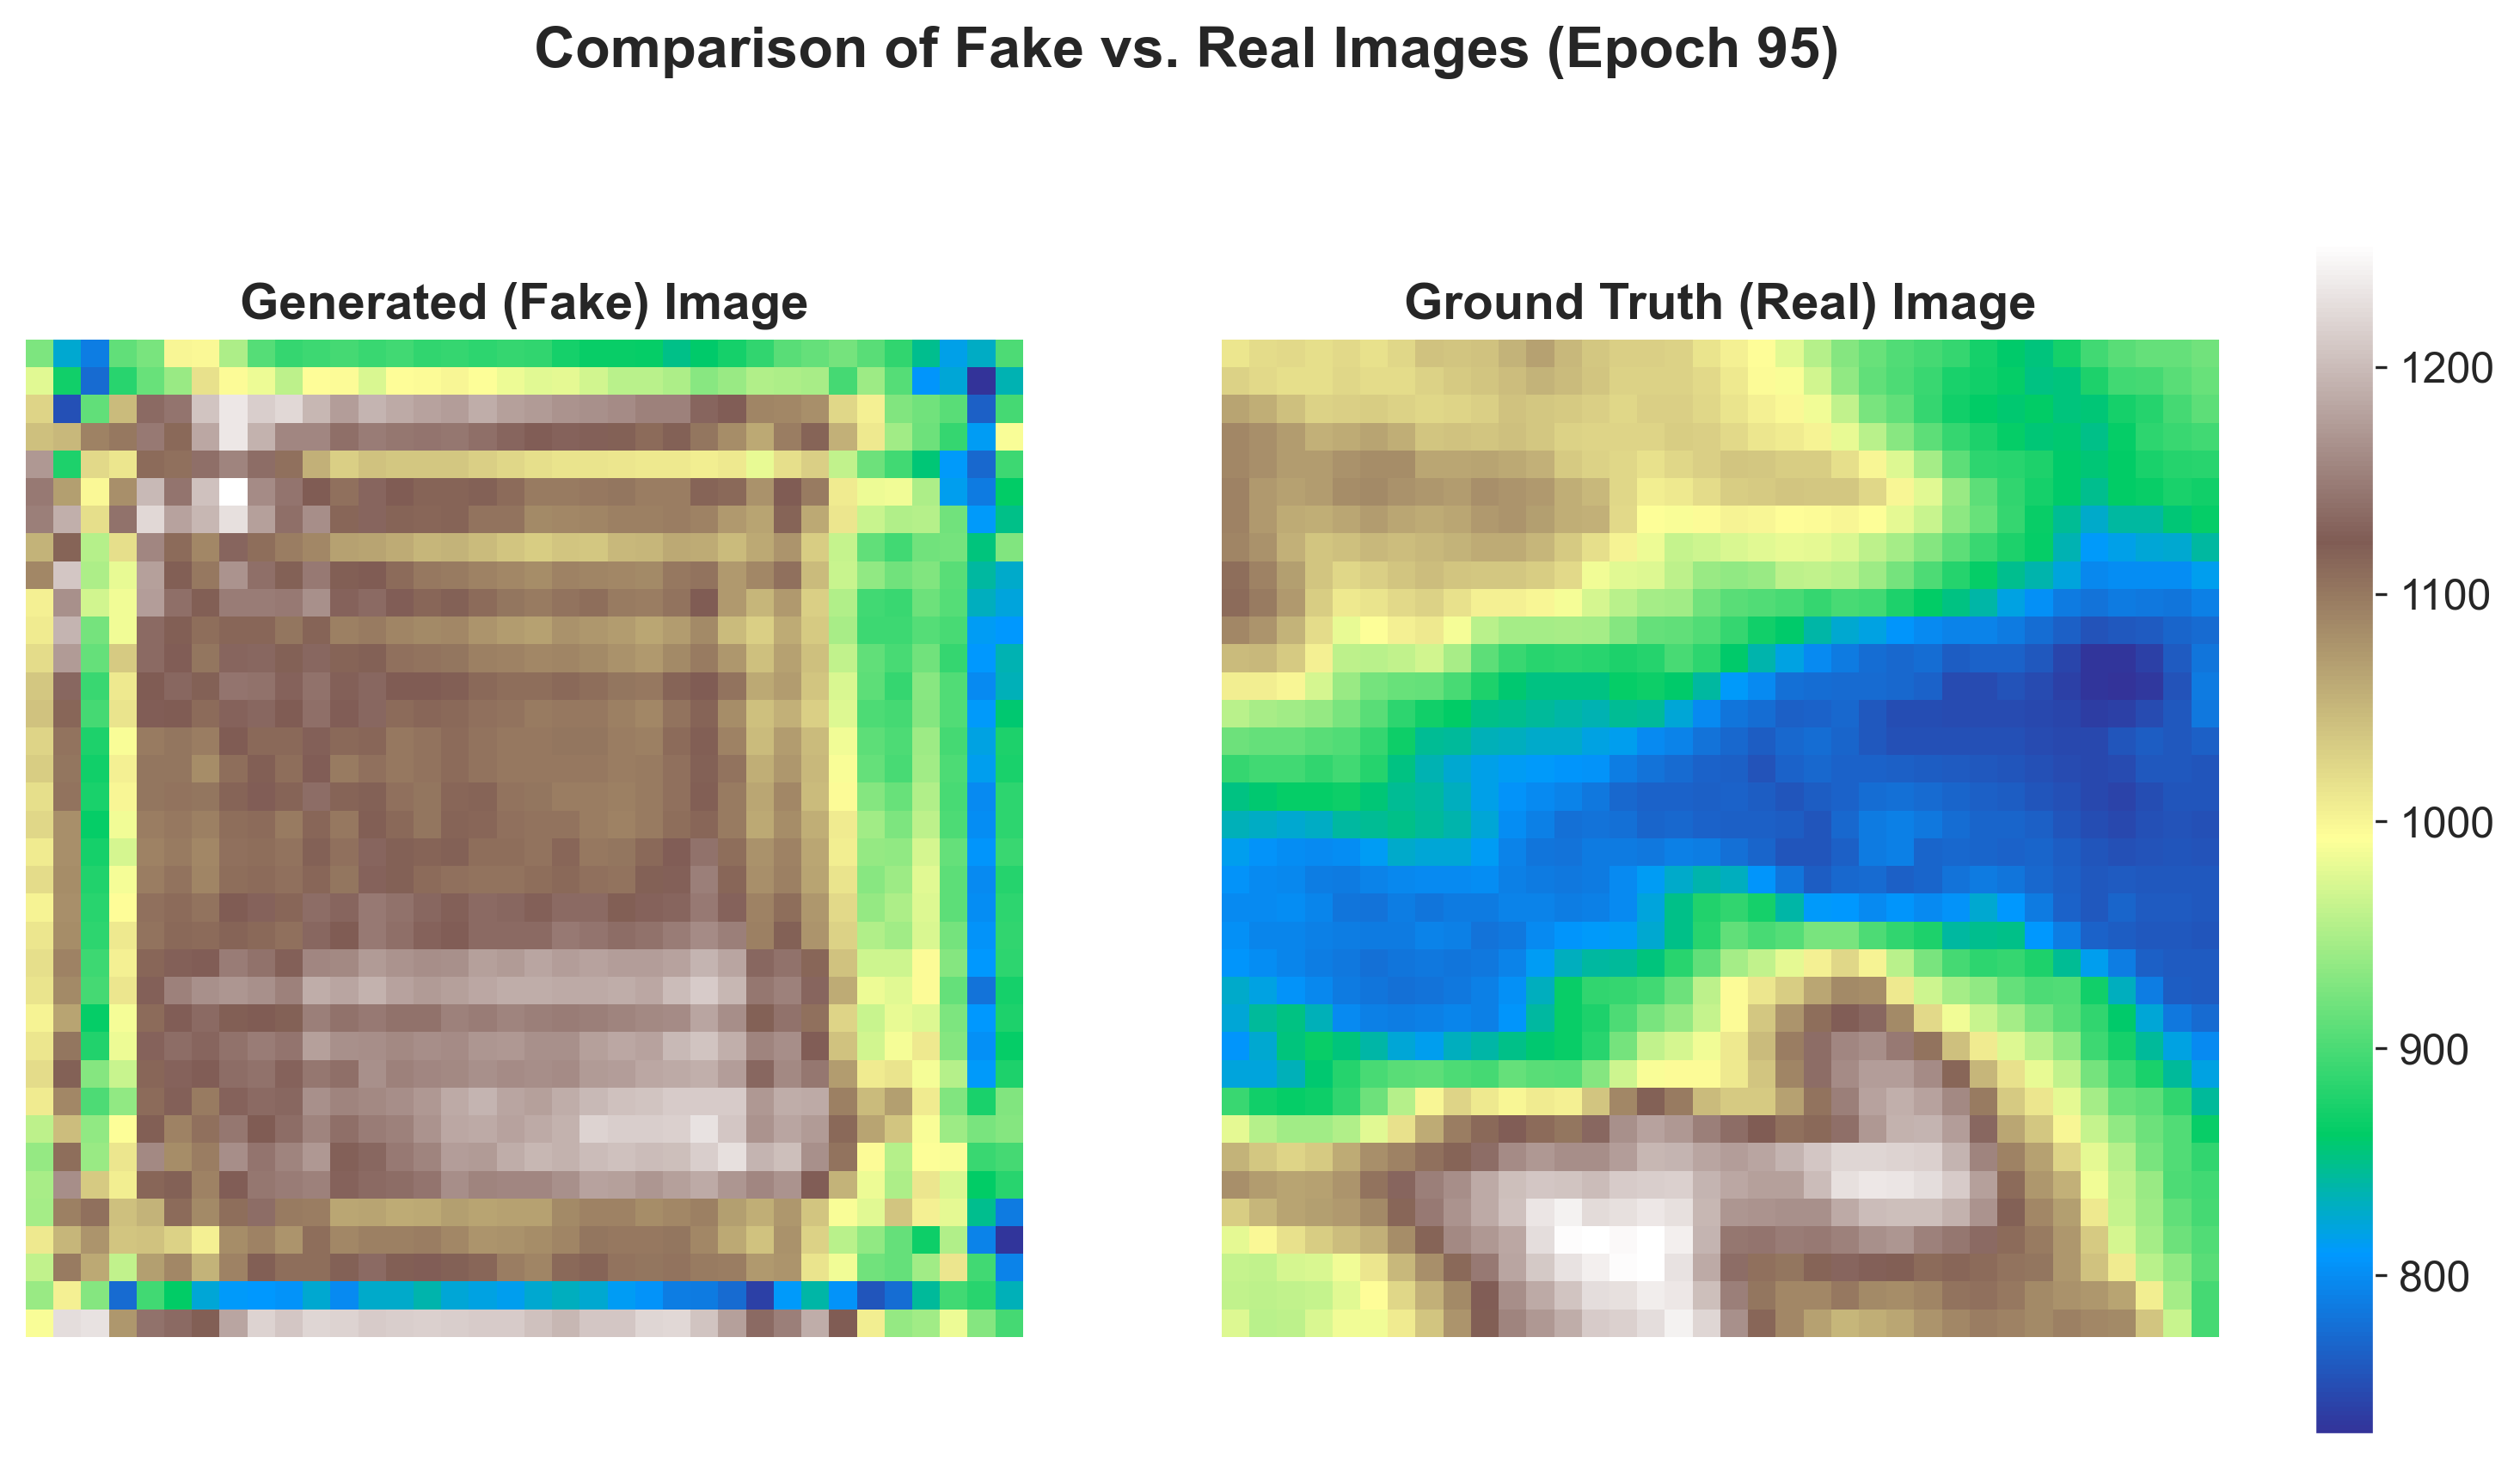 Comparison of Fake vs. Real Images (Epoch 95)
Generated (Fake) Image
Ground Truth (Real) Image
1200
1100
1000
900
800